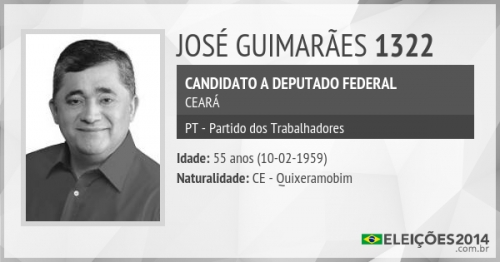 JOSÉ GUIMARÃES 1322
CANDIDATO A DEPUTADO FEDERAL
CEARÁ
PT - Partido dos Trabalhadores
Idade: 55 anos (10-02-1959)
Naturalidade: CE - Quixeramobim
ELEIÇÕES2014
.com.br